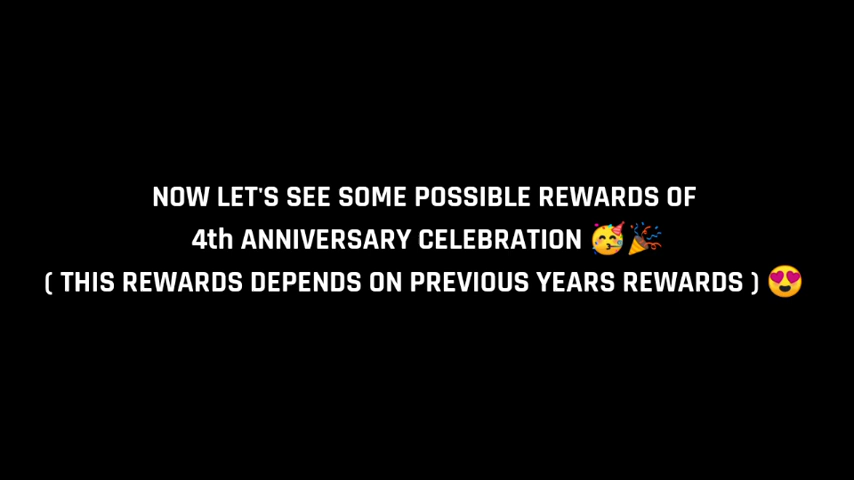 NOW LET'S SEE SOME POSSIBLE REWARDS OF
4th ANNIVERSARY CELEBRATION 🥳🎉
( THIS REWARDS DEPENDS ON PREVIOUS YEARS REWARDS ) 😍